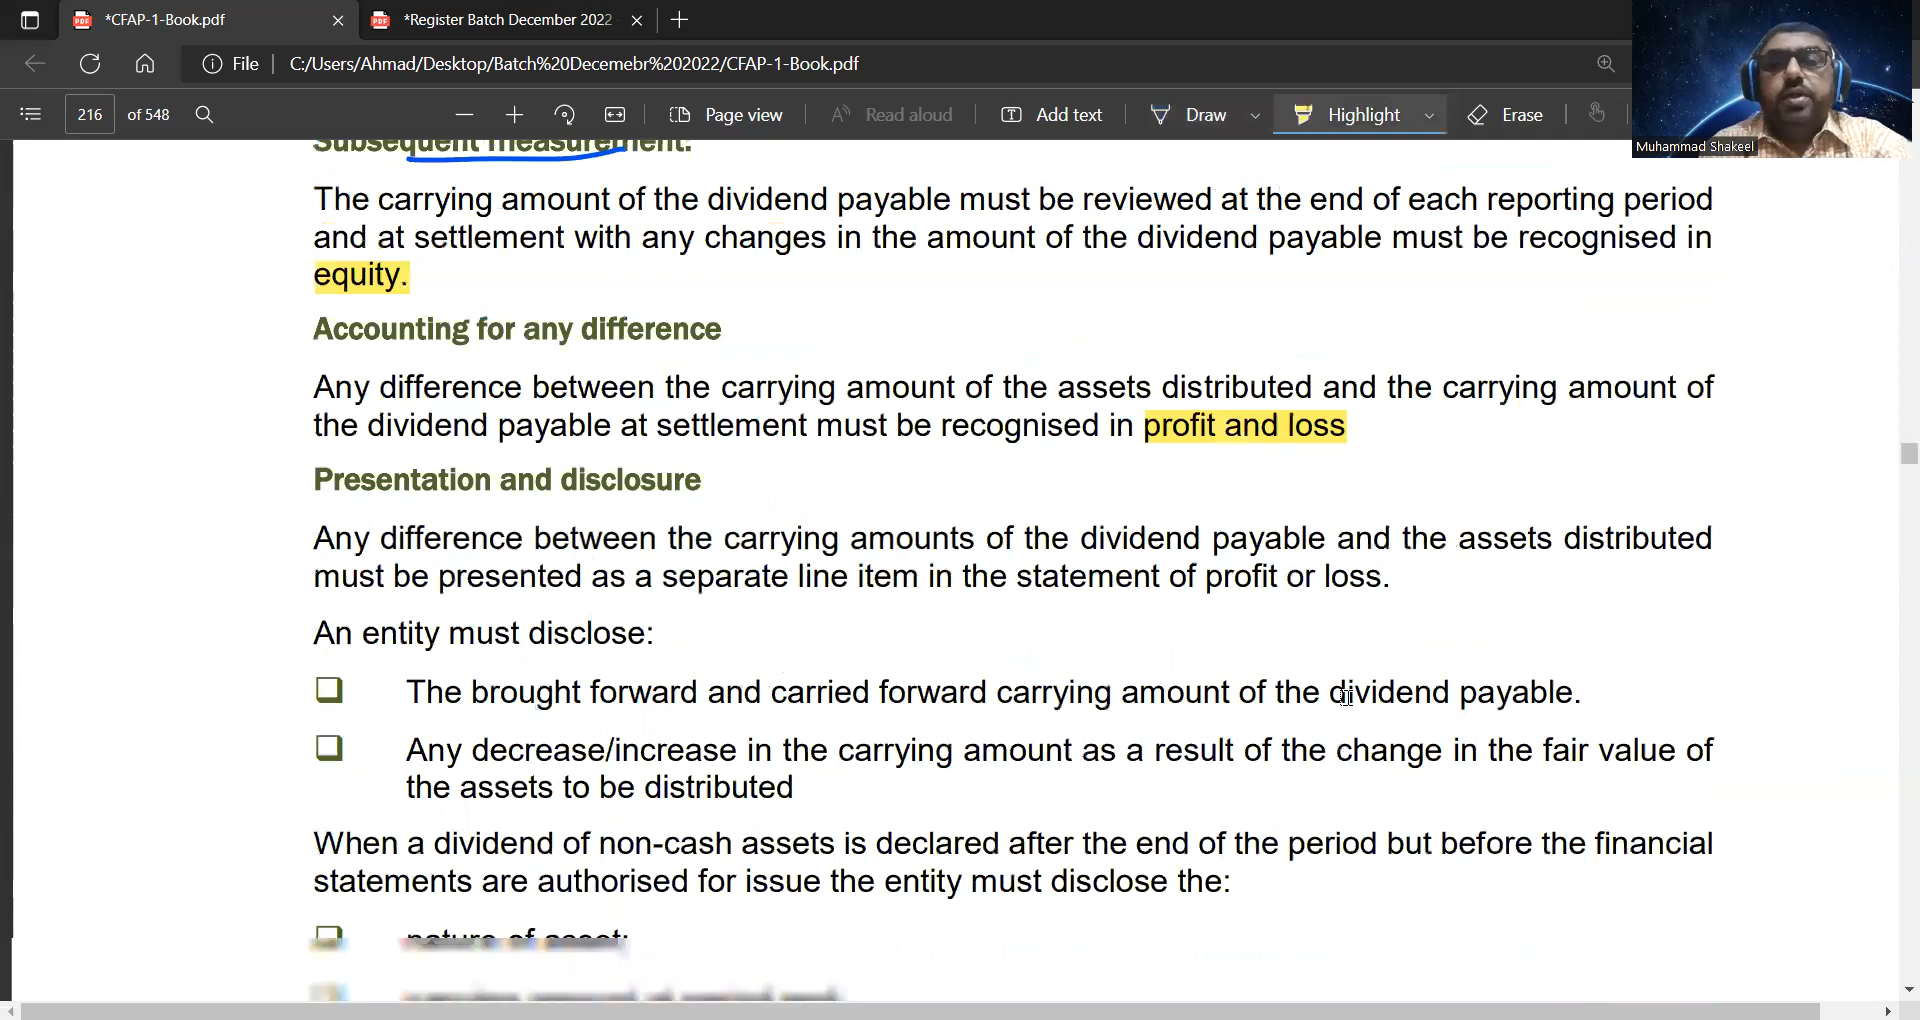 *CFAP-1-Book.pdf
*Register Batch December 2022
File
C:/Users/Ahmad/Desktop/Batch%20Decemebr%202022/CFAP-1-Book.pdf
216 of 548
Page view
Read aloud
Add text
Draw
Highlight
Erase
Muhammad Shakeel
Subsequent measurement.
The carrying amount of the dividend payable must be reviewed at the end of each reporting period
and at settlement with any changes in the amount of the dividend payable must be recognised in
equity.
Accounting for any difference
Any difference between the carrying amount of the assets distributed and the carrying amount of
the dividend payable at settlement must be recognised in profit and loss
Presentation and disclosure
Any difference between the carrying amounts of the dividend payable and the assets distributed
must be presented as a separate line item in the statement of profit or loss.
An entity must disclose:
The brought forward and carried forward carrying amount of the dividend payable.
Any decrease/increase in the carrying amount as a result of the change in the fair value of
the assets to be distributed
When a dividend of non-cash assets is declared after the end of the period but before the financial
statements are authorised for issue the entity must disclose the:
nature of asset;